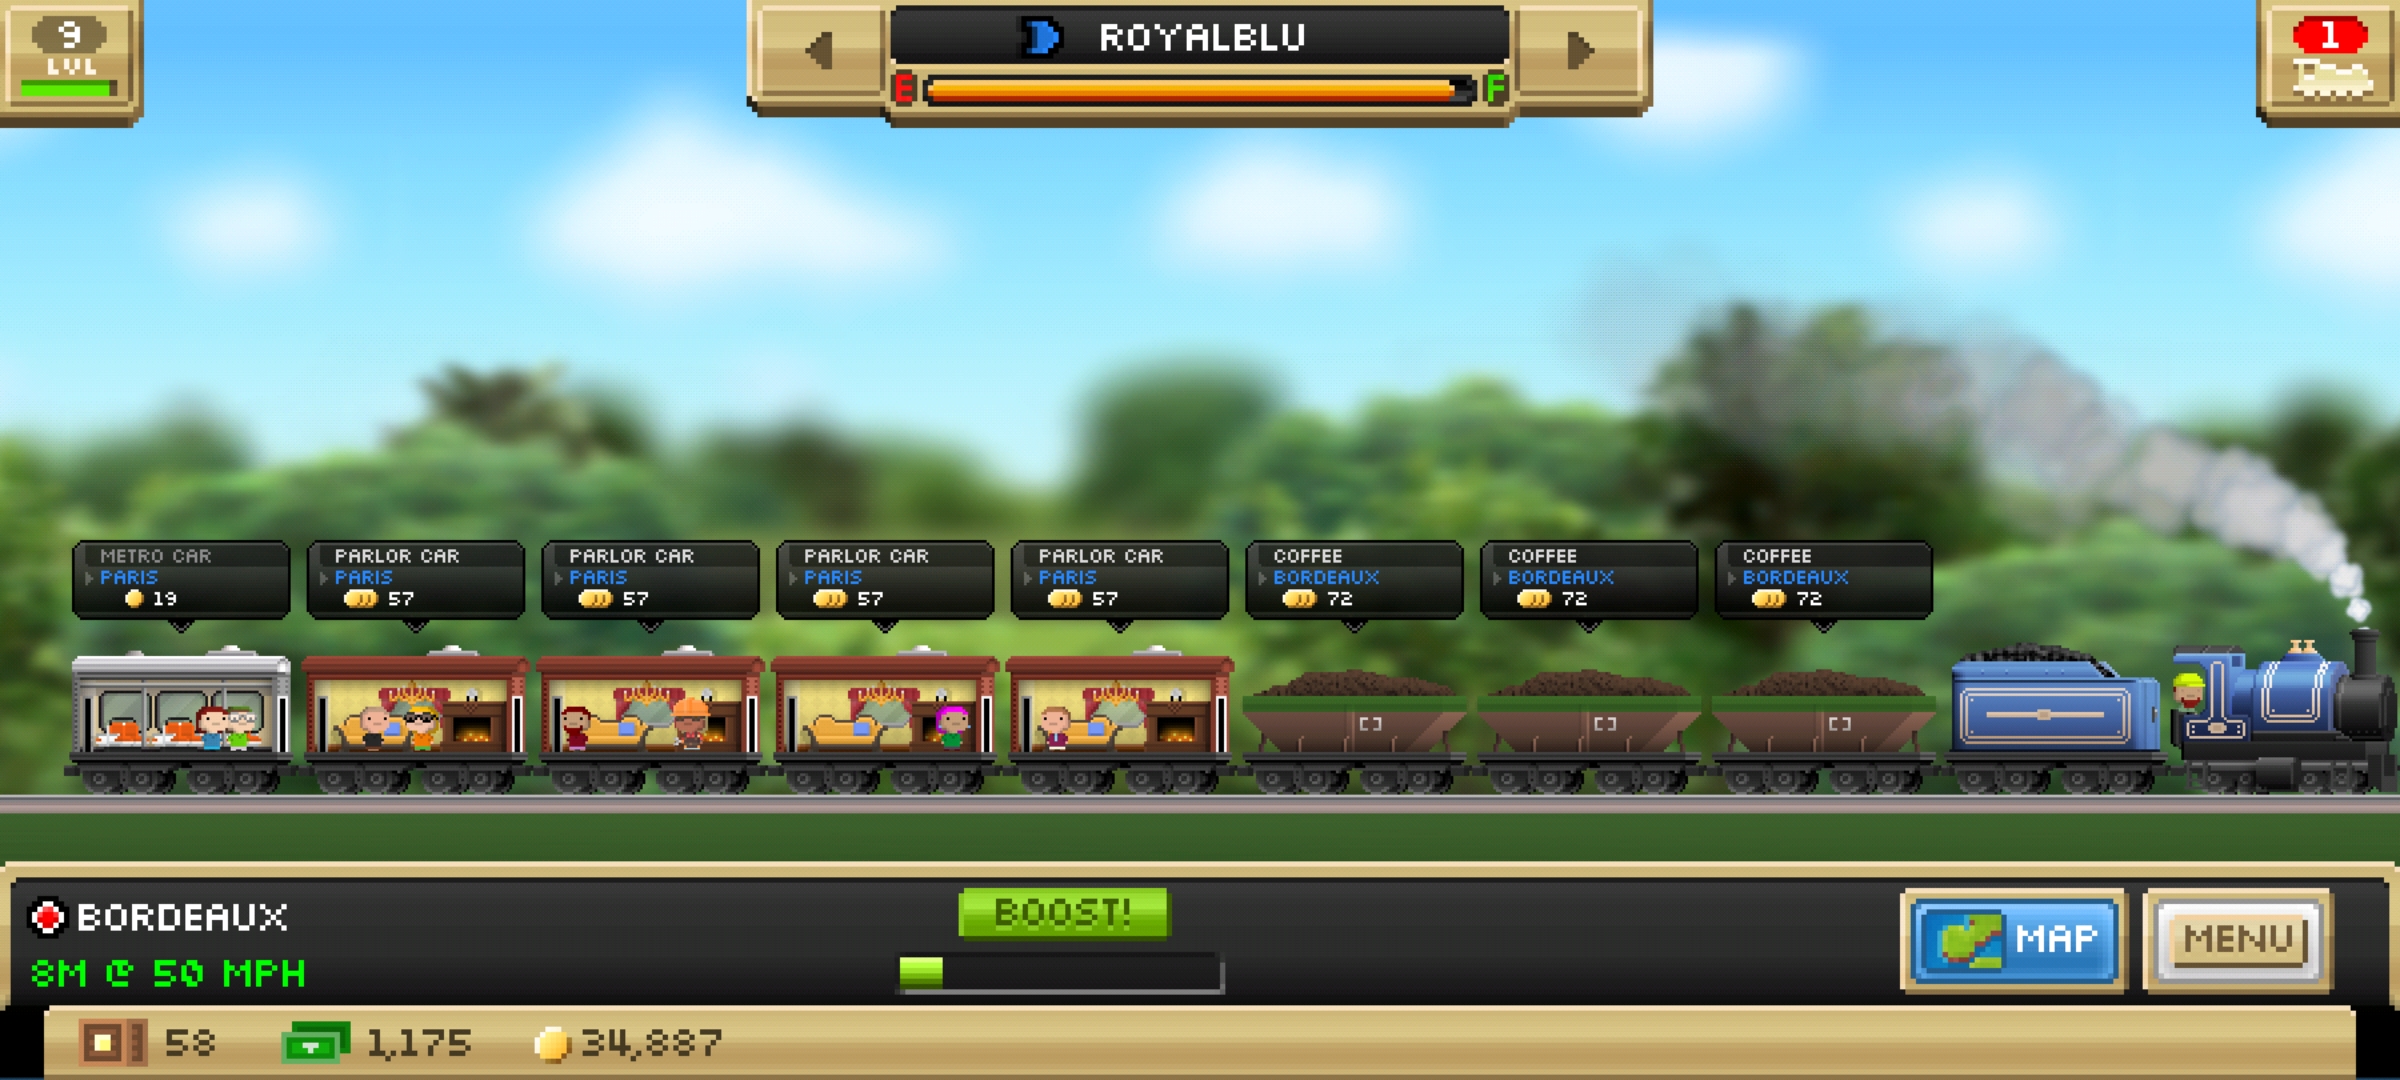 9
LVL
ROYALBLU
E
F
1
METRO CAR
PARIS
19
PARLOR CAR
PARIS
57
PARLOR CAR
PARIS
57
PARLOR CAR
PARIS
57
PARLOR CAR
PARIS
57
COFFEE
BORDEAUX
72
COFFEE
BORDEAUX
72
COFFEE
BORDEAUX
72
BORDEAUX
8M @ 50 MPH
BOOST!
MAP
MENU
58
1,175
34,887